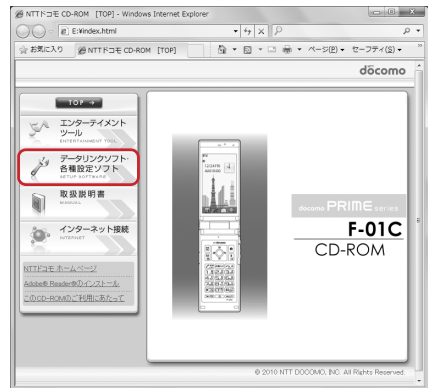 NTTドコモ CD-ROM [TOP] - Windows Internet Explorer
E:¥index.html
お気に入り
NTTドコモ CD-ROM [TOP]
ページ(P)
セーフティ(S)
döcomo
TOP
エンターテイメント
ツール
ENTERTAINMENT TOOL
データリンクソフト・
各種設定ソフト
SETUP SOFTWARE
取扱説明書
MANUAL
インターネット接続
INTERNET
NTTドコモ ホームページ
Adobe® Reader®のインストール
このCD-ROMのご利用にあたって
docomo PRIME series
F-01C
CD-ROM
© 2010 NTT DOCOMO, INC. All Rights Reserved.